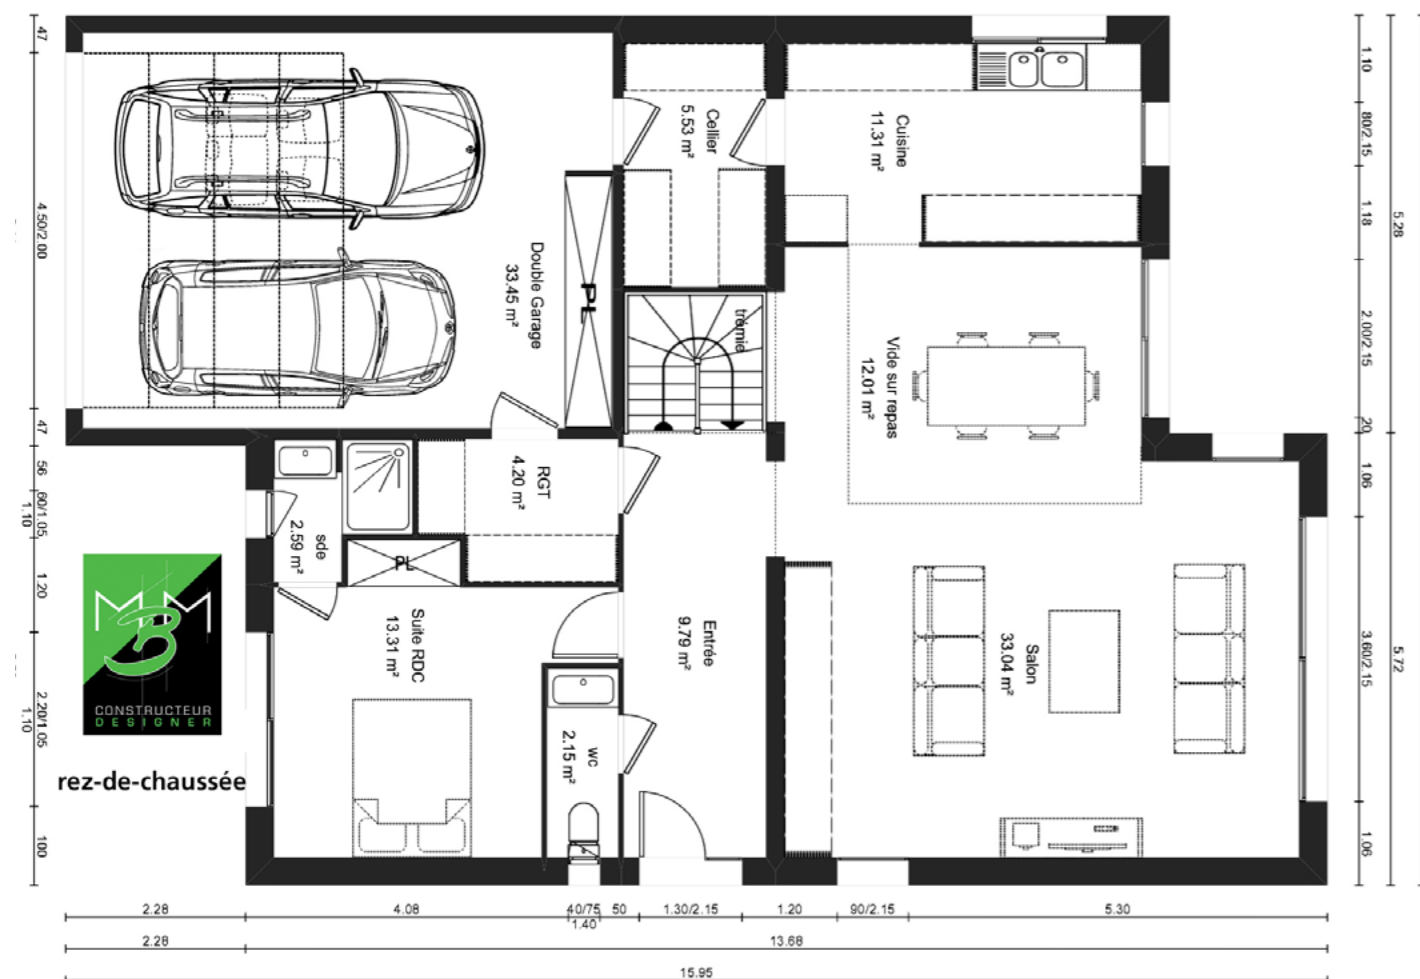 Cellier
5.53 m²
Cuisine
11.31 m²
Double Garage
33.45 m²
trémie
Vide sur repas
12.01 m²
RGT
4.20 m²
sde
2.59 m²
PL
Suite RDC
13.31 m²
Entrée
9.79 m²
wc
2.15 m²
Salon
33.04 m²
MBM
CONSTRUCTEUR
DESIGNER
rez-de-chaussée
47
4.50/2.00
47
56
60/1.05
1.10
1.20
2.20/1.05
1.10
100
1.10
80/2.15
1.18
2.00/2.15
20
1.06
3.60/2.15
1.06
5.28
5.72
2.28
4.08
40/75
1.40
50
1.30/2.15
1.20
90/2.15
5.30
2.28
13.68
15.95